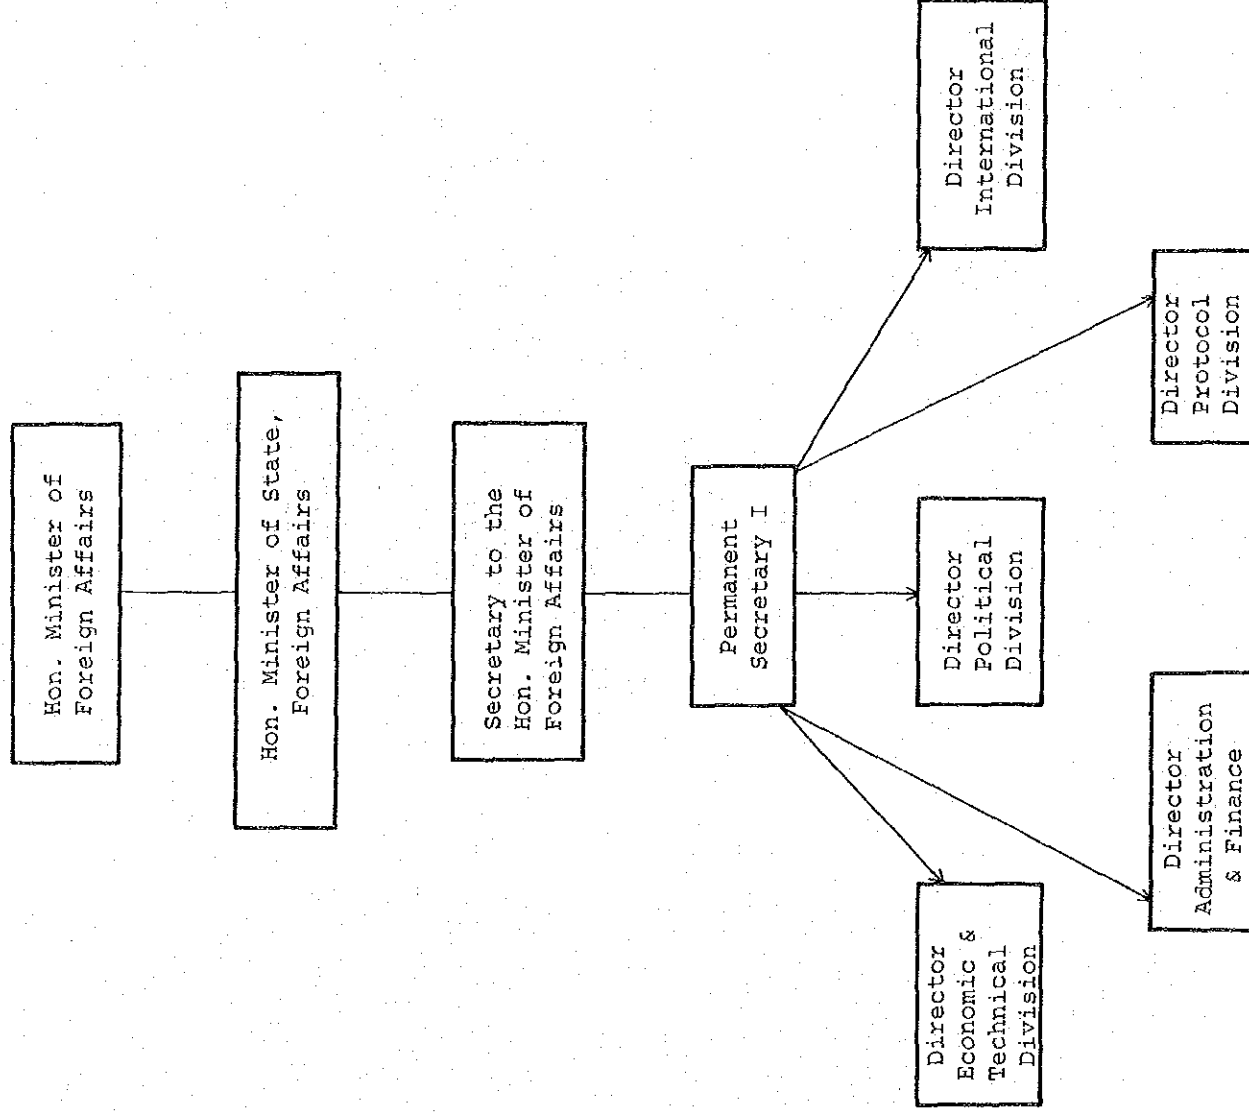 Hon. Minister of
Foreign Affairs
Hon. Minister of State,
Foreign Affairs
Secretary to the
Hon. Minister of
Foreign Affairs
Permanent
Secretary I
Director
Economic &
Technical
Division
Director
Political
Division
Director
International
Division
Director
Administration
& Finance
Director
Protocol
Division